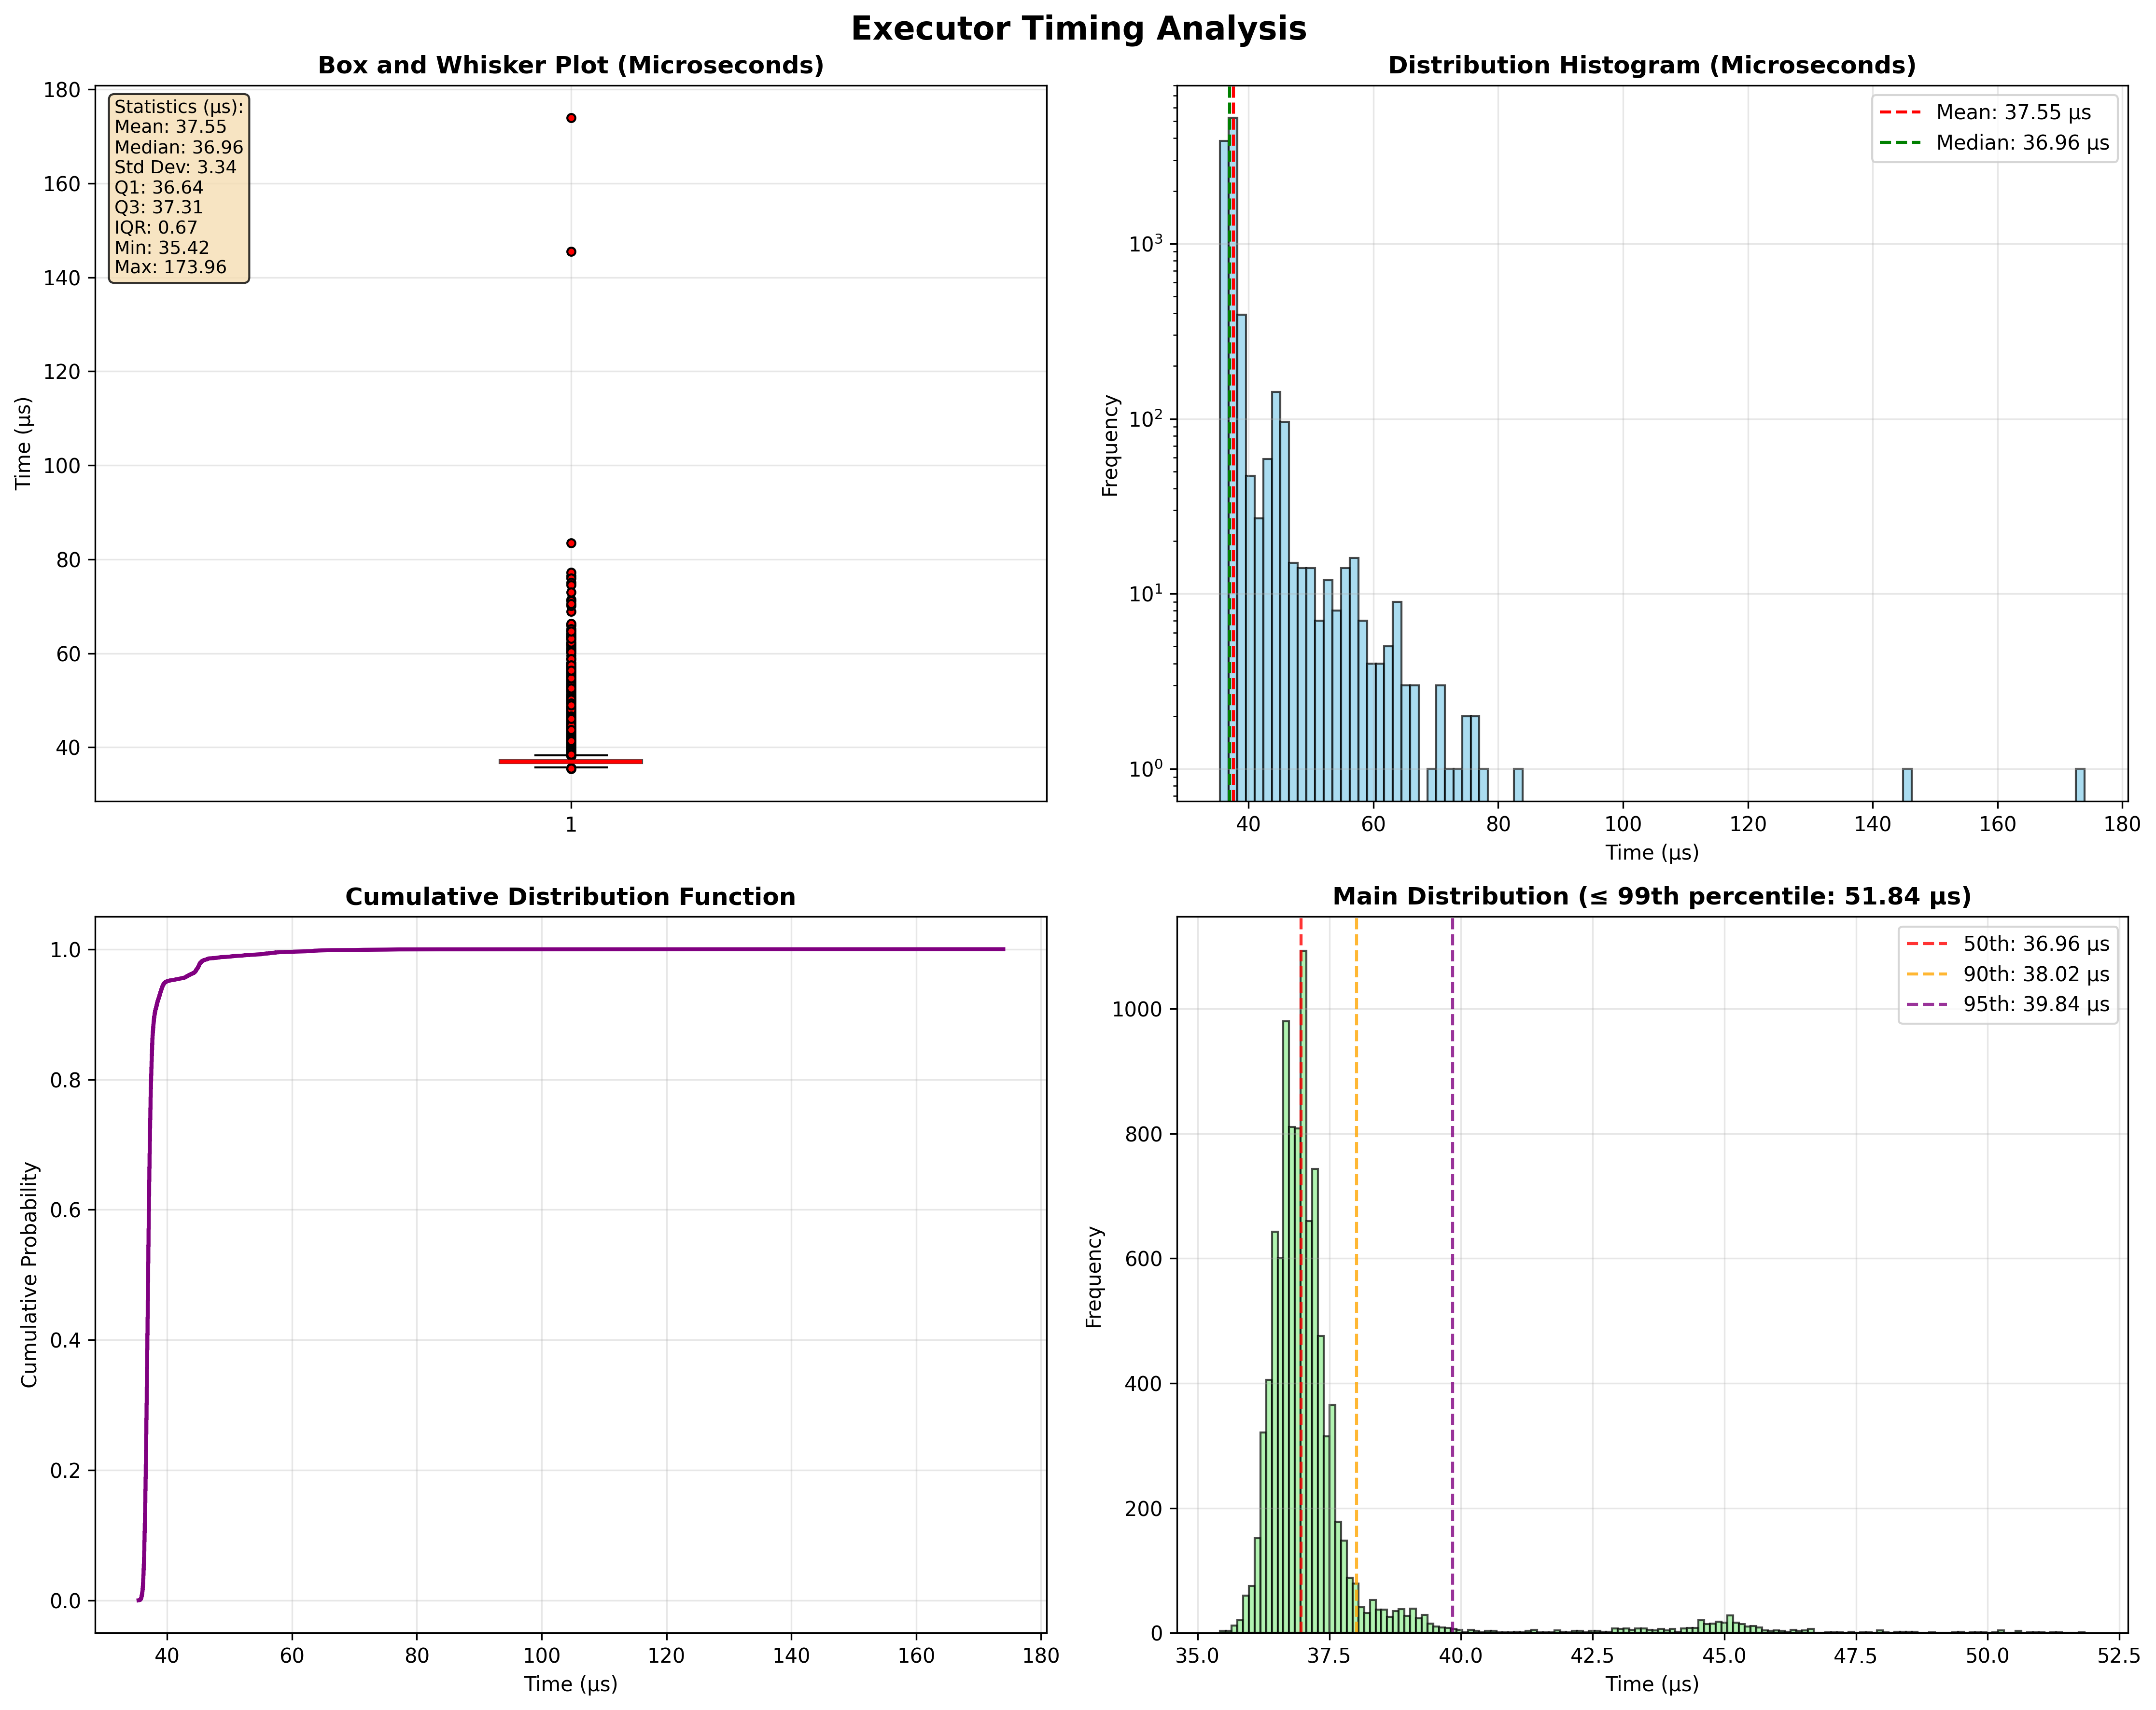 Executor Timing Analysis
Box and Whisker Plot (Microseconds)
Time (μs)
180
160
140
120
100
80
60
40
1
Statistics (μs):
Mean: 37.55
Median: 36.96
Std Dev: 3.34
Q1: 36.64
Q3: 37.31
IQR: 0.67
Min: 35.42
Max: 173.96
Distribution Histogram (Microseconds)
Frequency
10³
10²
10¹
10⁰
40 60 80 100 120 140 160 180
Time (μs)
Mean: 37.55 μs
Median: 36.96 μs
Cumulative Distribution Function
Cumulative Probability
1.0
0.8
0.6
0.4
0.2
0.0
40 60 80 100 120 140 160 180
Time (μs)
Main Distribution (≤ 99th percentile: 51.84 μs)
Frequency
1000
800
600
400
200
0
35.0 37.5 40.0 42.5 45.0 47.5 50.0 52.5
Time (μs)
50th: 36.96 μs
90th: 38.02 μs
95th: 39.84 μs